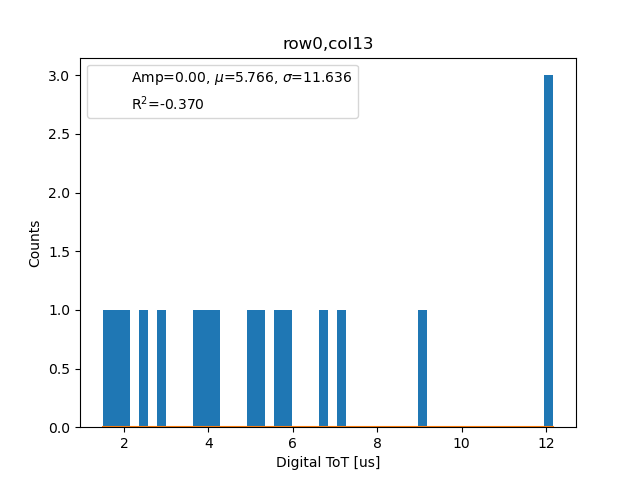 row0,col13
Amp=0.00, μ=5.766, σ=11.636
R²=-0.370
3.0
2.5
2.0
1.5
1.0
0.5
0.0
Counts
2 4 6 8 10 12
Digital ToT [us]